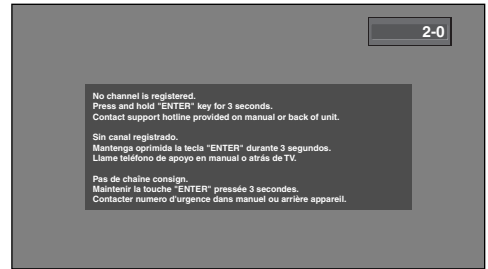 2-0
No channel is registered.
Press and hold "ENTER" key for 3 seconds.
Contact support hotline provided on manual or back of unit.
Sin canal registrado.
Mantenga oprimida la tecla "ENTER" durante 3 segundos.
Llame teléfono de apoyo en manual o atrás de TV.
Pas de chaîne consign.
Maintenir la touche "ENTER" pressée 3 secondes.
Contacter numero d'urgence dans manuel ou arrière appareil.